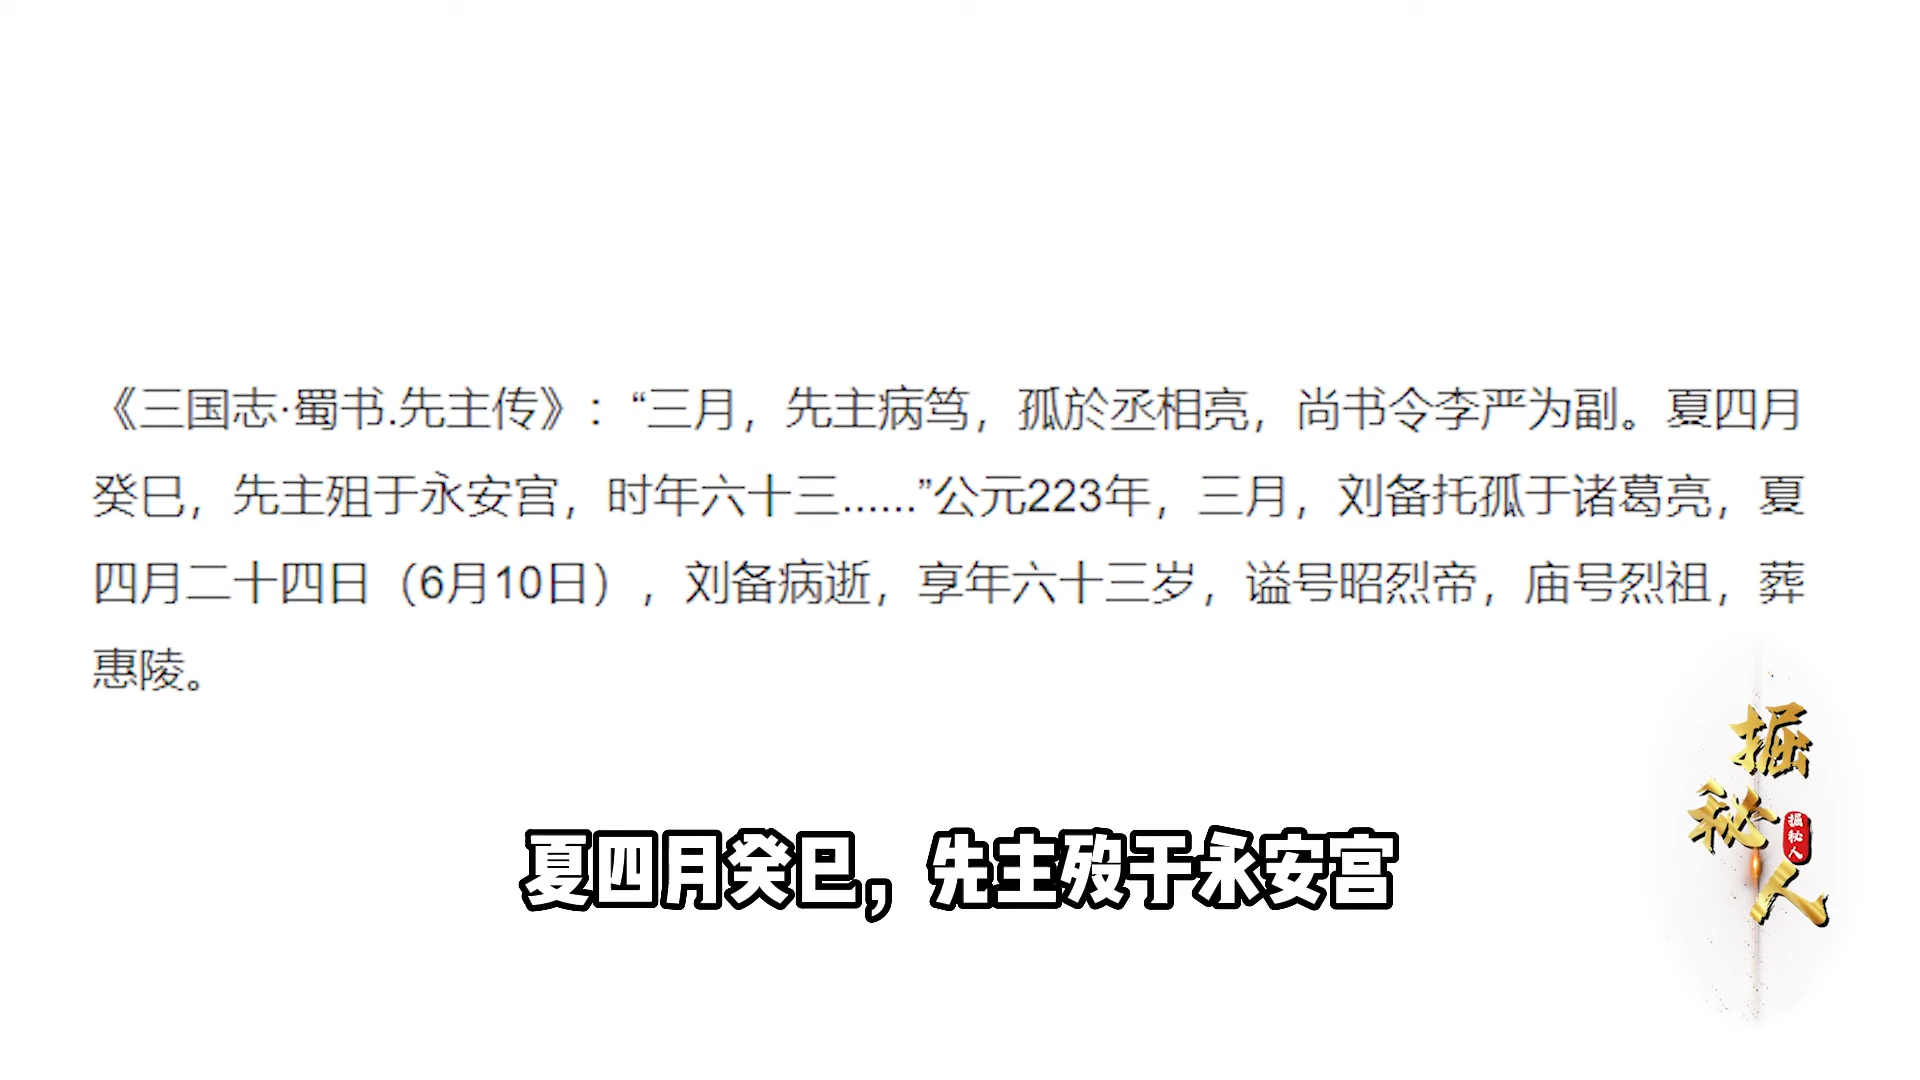 《三国志·蜀书.先主传》：“三月，先主病笃，孤於丞相亮，尚书令李严为副。夏四月
癸巳，先主殂于永安宫，时年六十三......”公元223年，三月，刘备托孤于诸葛亮，夏
四月二十四日（6月10日），刘备病逝，享年六十三岁，谥号昭烈帝，庙号烈祖，葬
惠陵。
夏四月癸巳，先主殁于永安宫
掘秘人
掘秘人